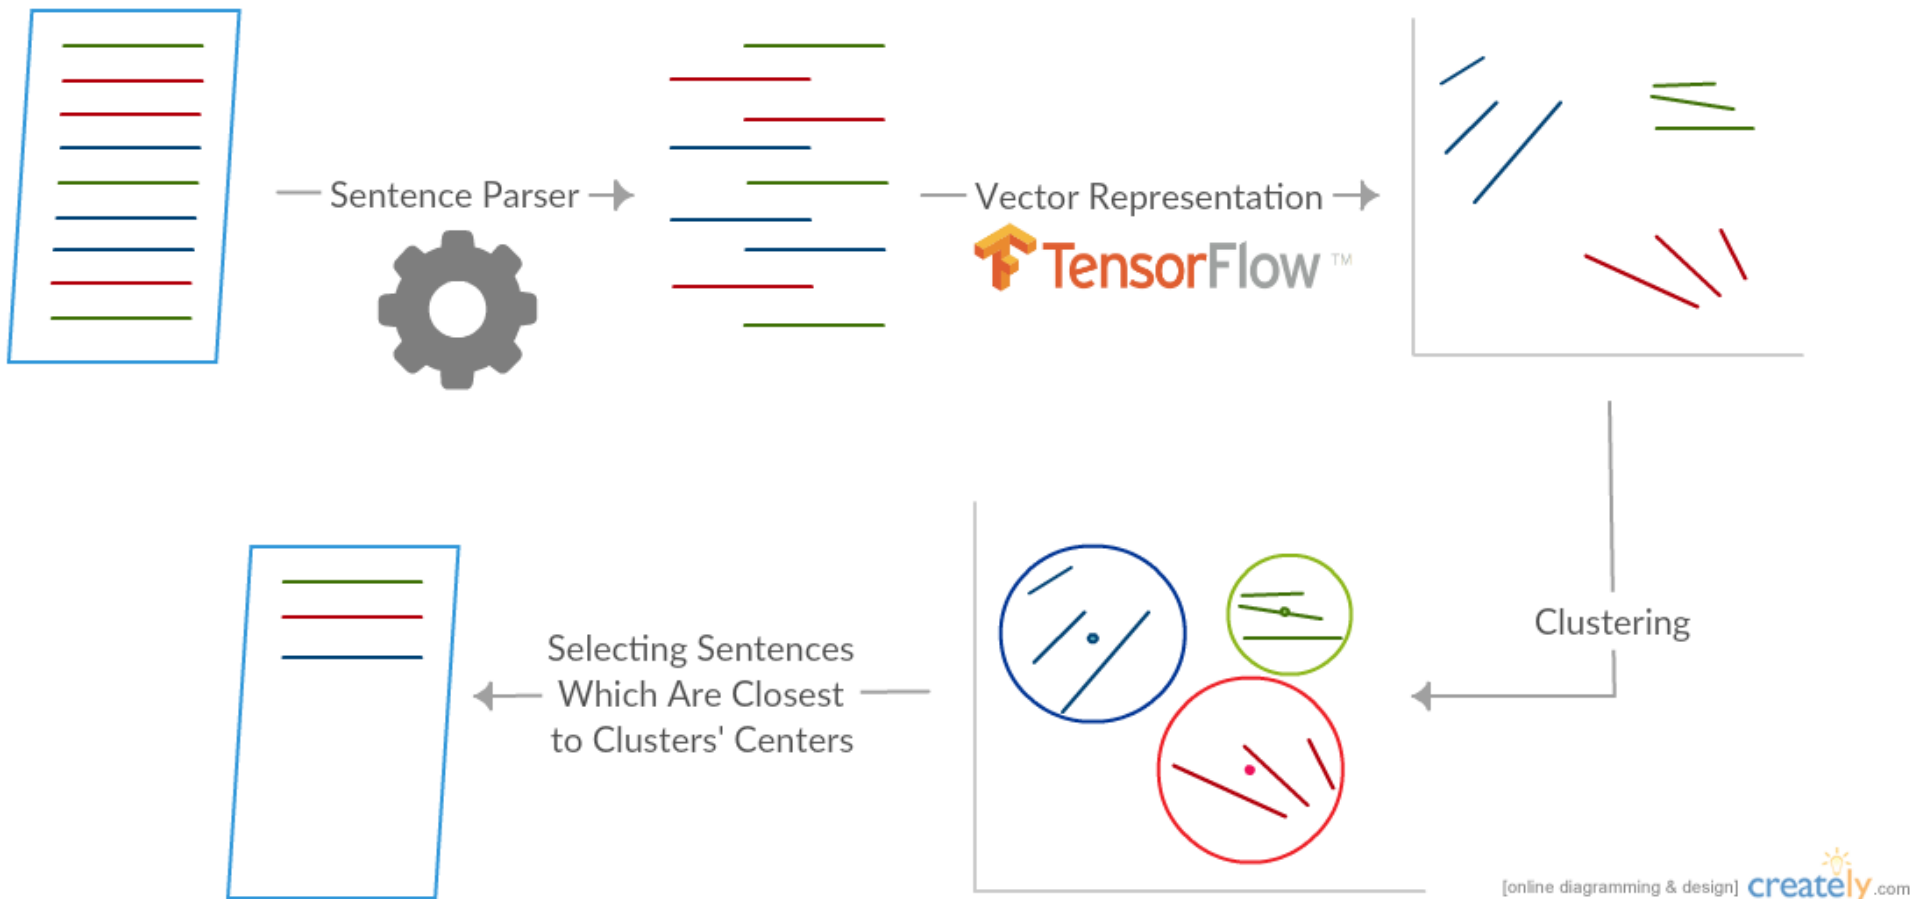 Sentence Parser
Vector Representation
TensorFlow ™
Clustering
Selecting Sentences
Which Are Closest
to Clusters' Centers
[online diagramming & design] creately.com